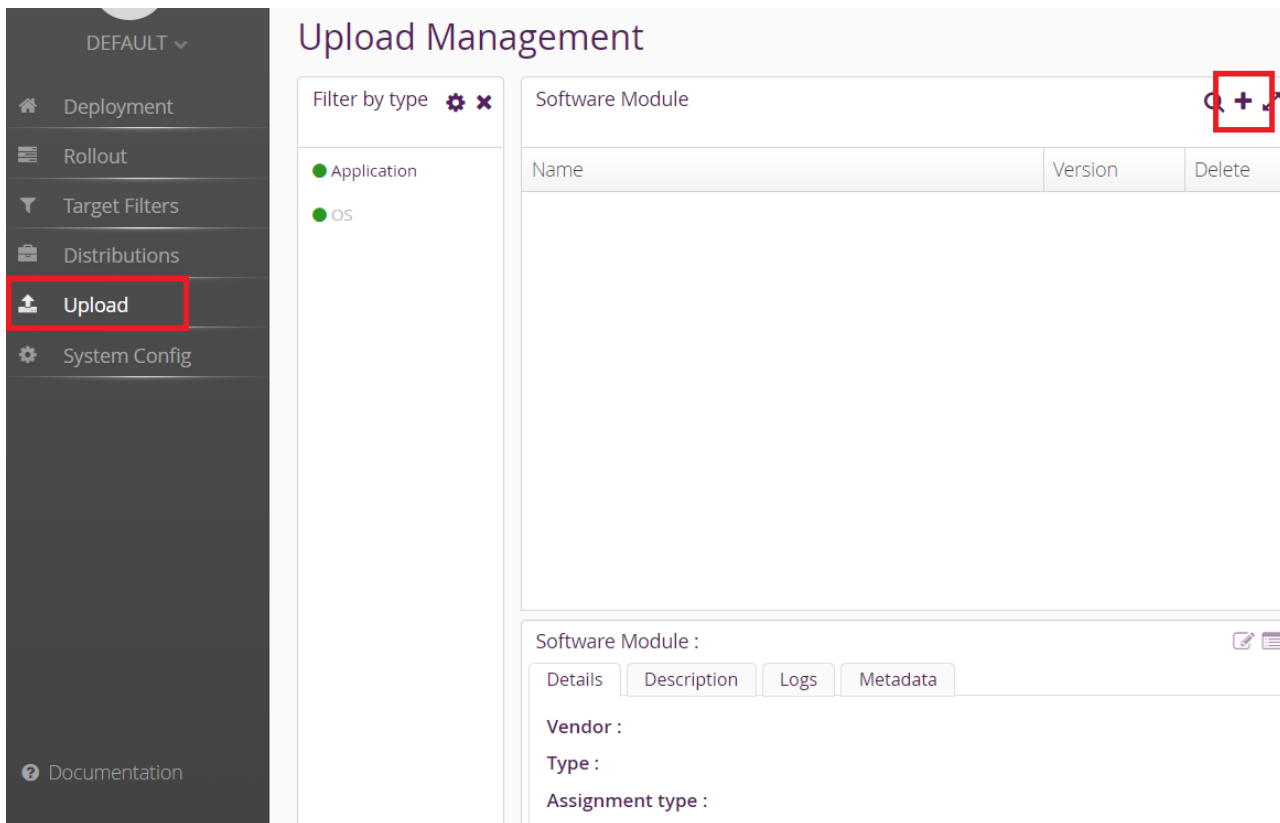 DEFAULT
Deployment
Rollout
Target Filters
Distributions
Upload
System Config
Documentation
Upload Management
Filter by type
Application
OS
Software Module
Name Version Delete
Software Module :
Details Description Logs Metadata
Vendor :
Type :
Assignment type :